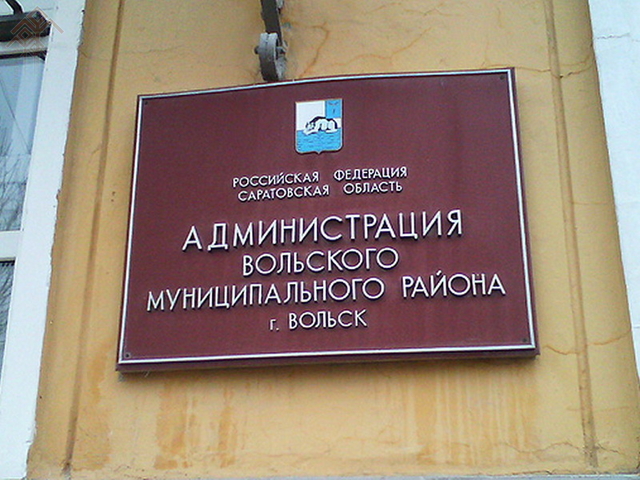 РОССИЙСКАЯ ФЕДЕРАЦИЯ
САРАТОВСКАЯ ОБЛАСТЬ
АДМИНИСТРАЦИЯ
ВОЛЬСКОГО
МУНИЦИПАЛЬНОГО РАЙОНА
г. ВОЛЬСК